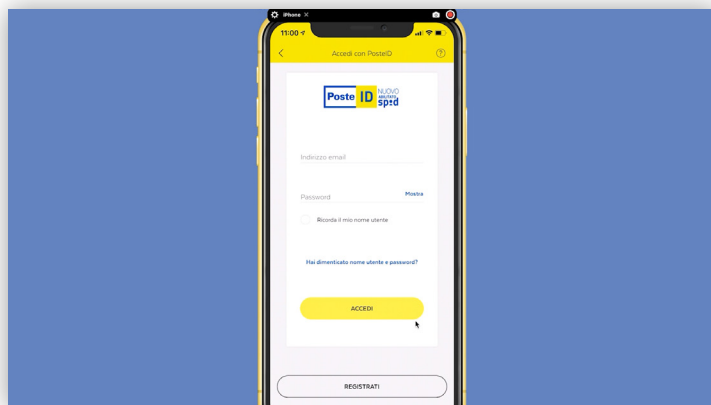 iPhone
11:00
Accedi con PosteID
Poste ID NUOVO
ABILITATO
sp:d
Indirizzo email
Password
Mostra
Ricorda il mio nome utente
Hai dimenticato nome utente e password?
ACCEDI
REGISTRATI